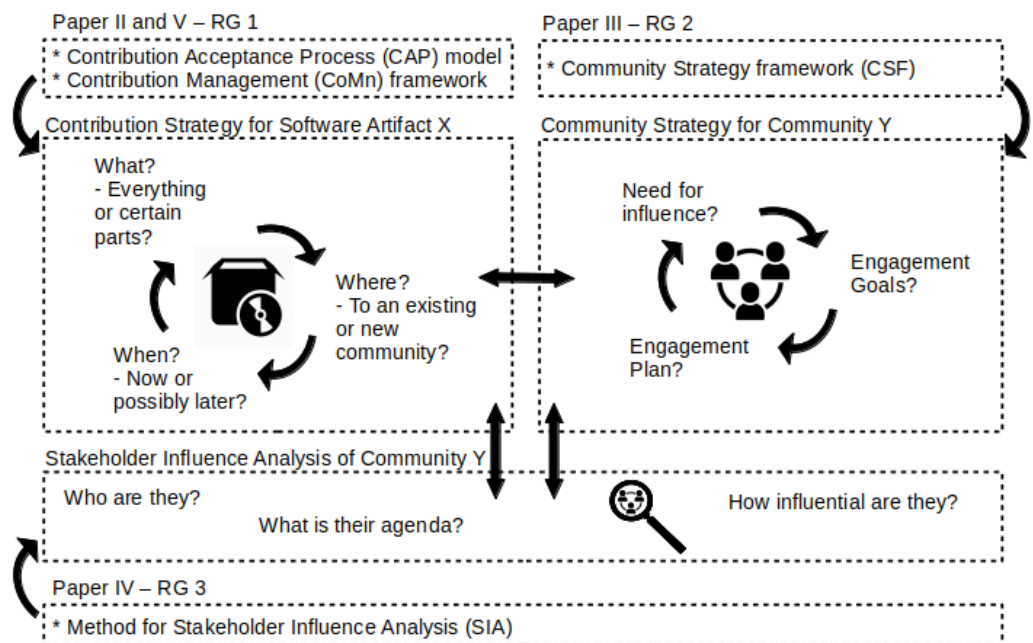 Paper II and V – RG 1
* Contribution Acceptance Process (CAP) model
* Contribution Management (CoMn) framework
Paper III – RG 2
* Community Strategy framework (CSF)
Contribution Strategy for Software Artifact X
What?
- Everything
or certain
parts?
Where?
- To an existing
or new
community?
When?
- Now or
possibly later?
Community Strategy for Community Y
Need for
influence?
Engagement
Goals?
Engagement
Plan?
Stakeholder Influence Analysis of Community Y
Who are they?
What is their agenda?
How influential are they?
Paper IV – RG 3
* Method for Stakeholder Influence Analysis (SIA)